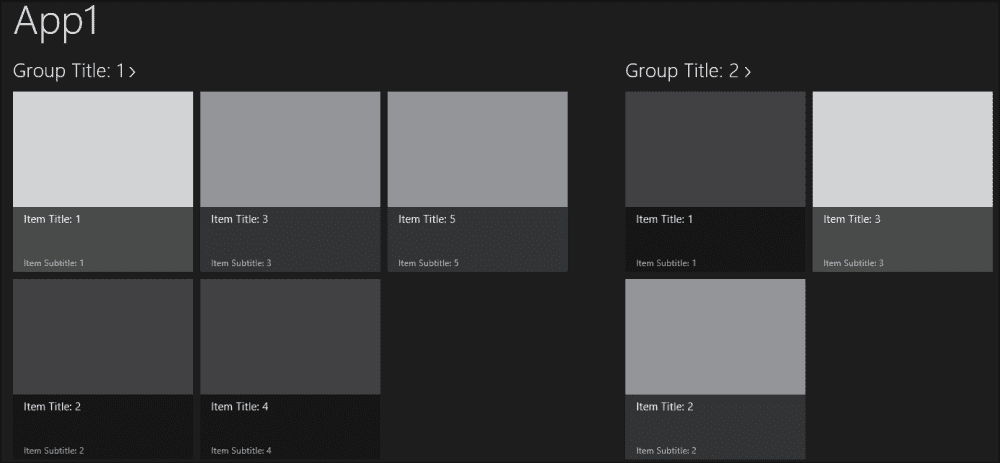 App1
Group Title: 1 >
Item Title: 1
Item Subtitle: 1
Item Title: 2
Item Subtitle: 2
Item Title: 3
Item Subtitle: 3
Item Title: 4
Item Subtitle: 4
Item Title: 5
Item Subtitle: 5
Group Title: 2 >
Item Title: 1
Item Subtitle: 1
Item Title: 2
Item Subtitle: 2
Item Title: 3
Item Subtitle: 3